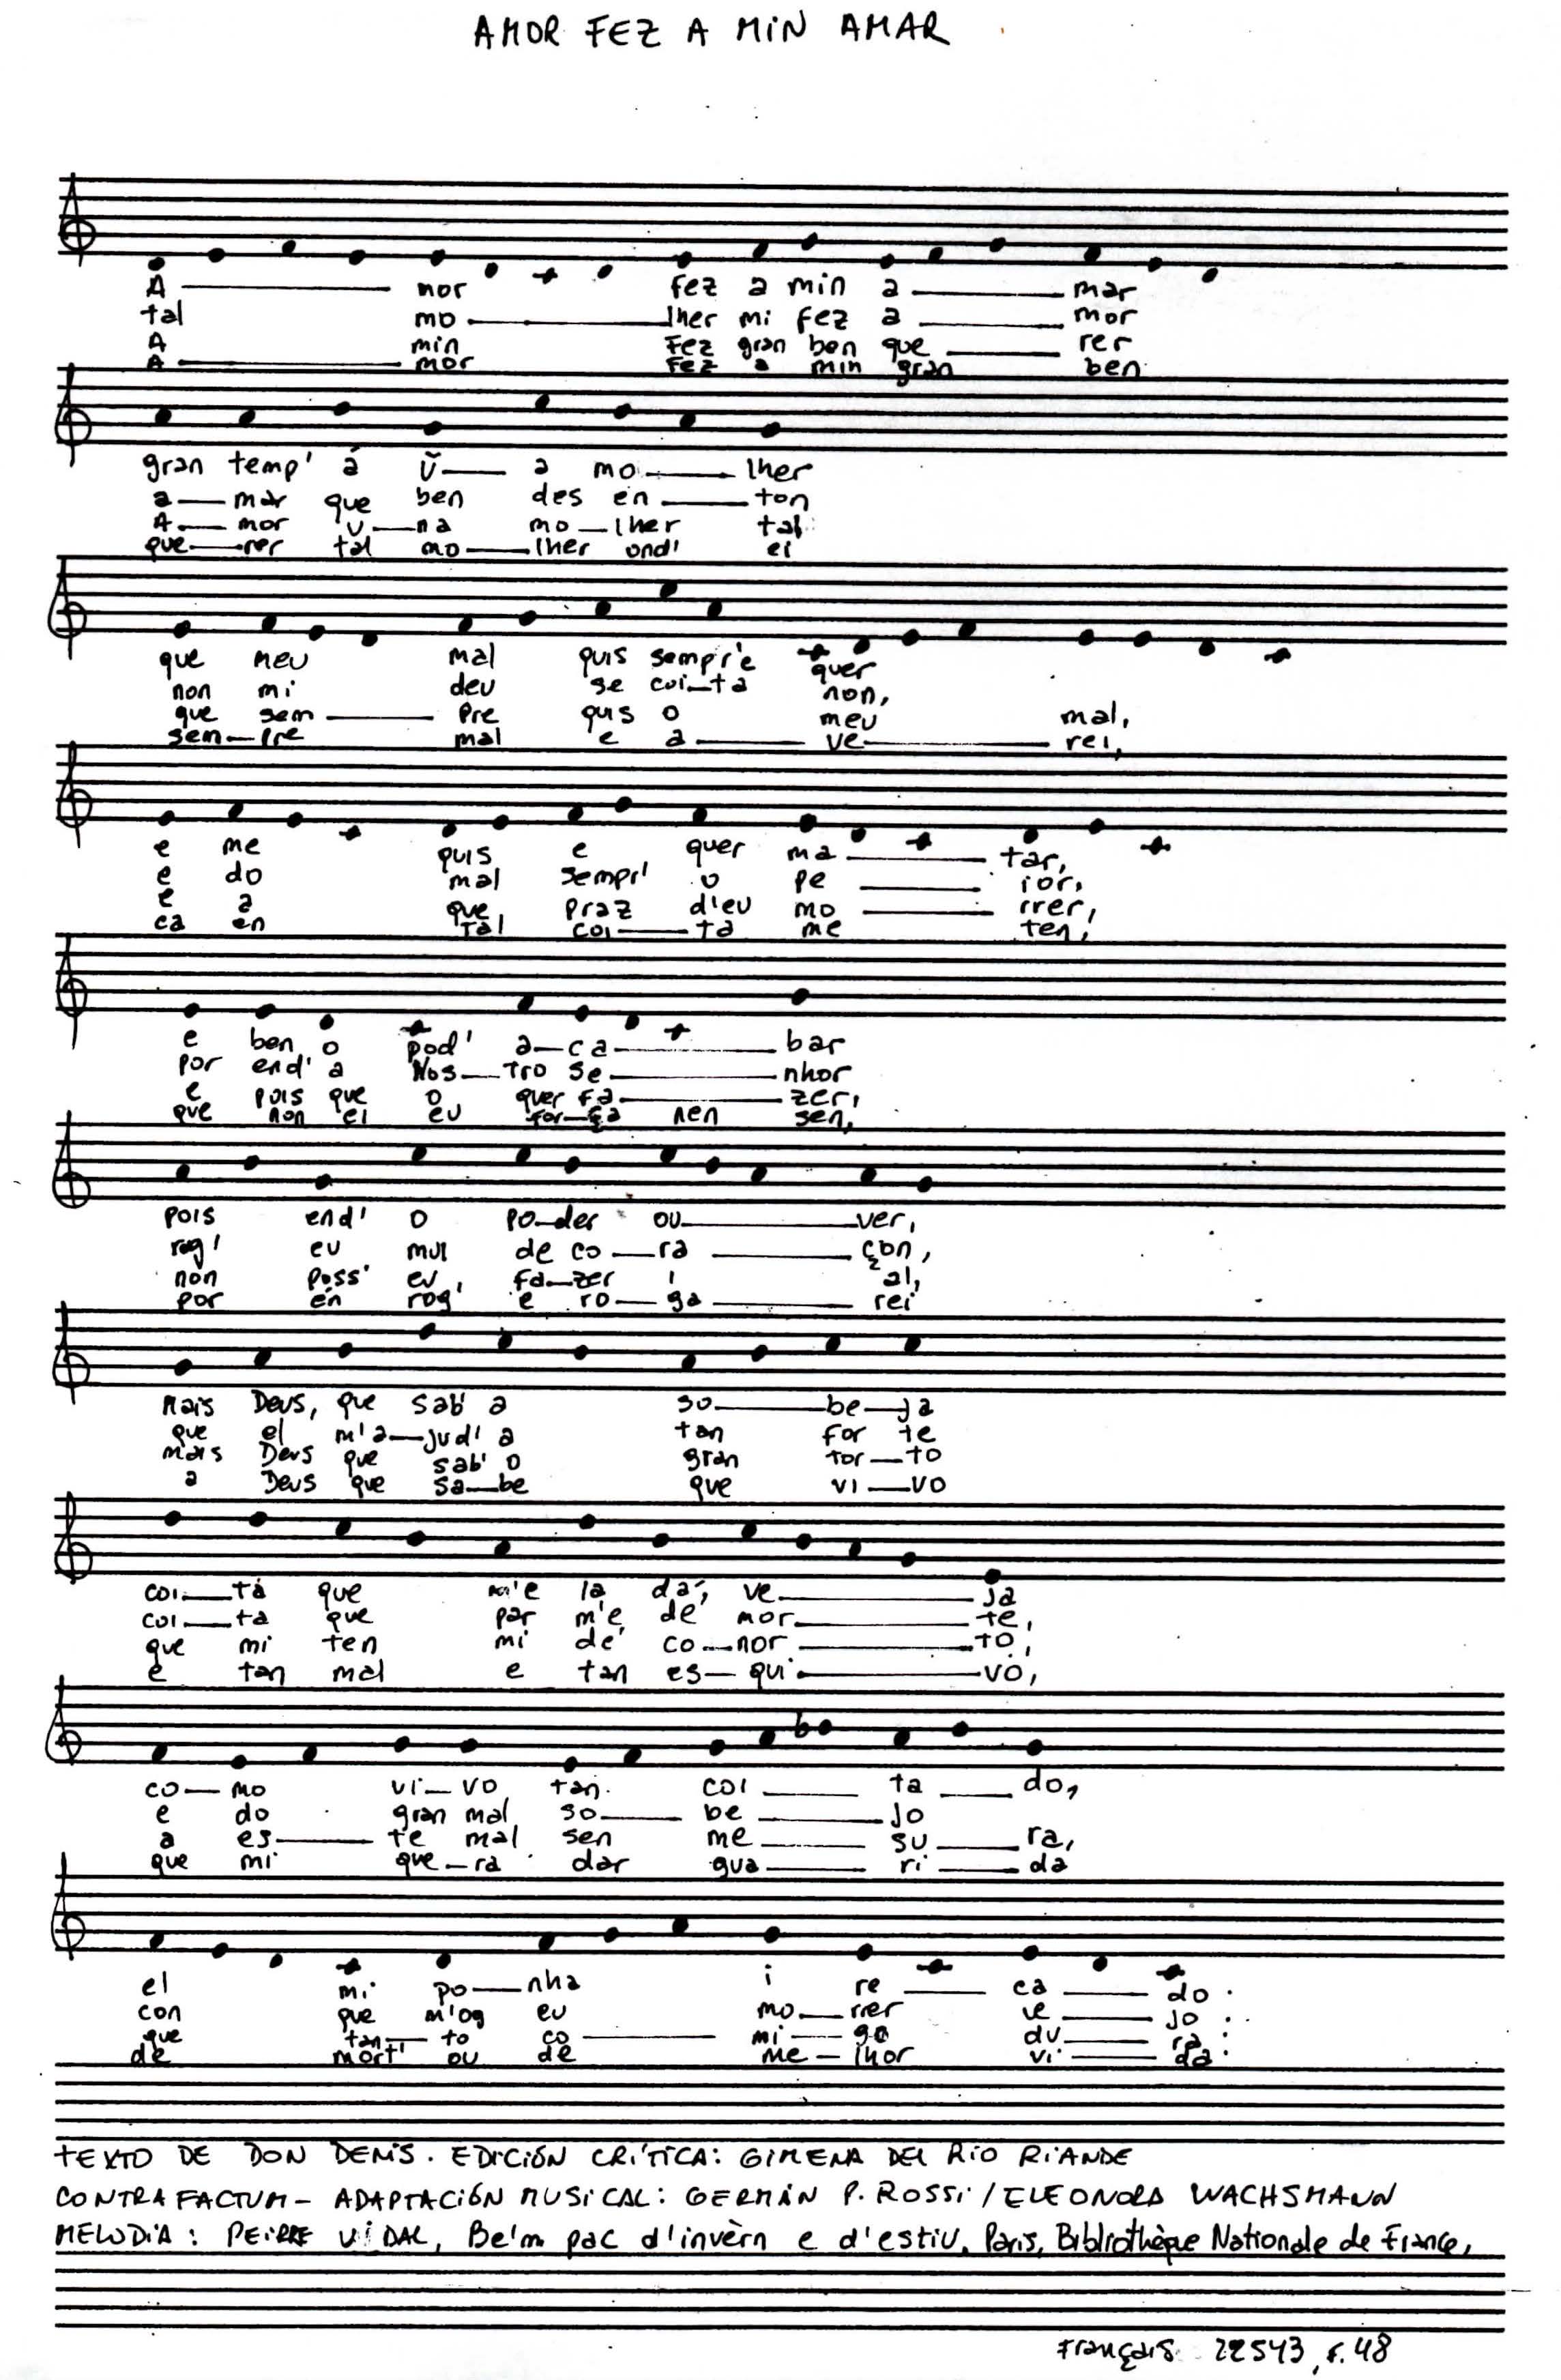 AMOR FEZ A MIN AMAR
A——— mor fez a min a——— mar
tal mo——— lher mi fez a——— mor
A min fez gran ben que——— rer
A——— mor fez a min gran ben
gran temp' á ũ— a mo— lher
a— mar que ben des en— ton
A— mor u—na mo—lher tal
que—rer tal mo—lher ond' ei
que meu mal quis sempr'e quer
non mi deu se coi—ta non,
que sem——— pre quis o meu mal,
sem—pre mal e a——— ve——— rei,
e me quis e quer ma——— tar,
e do mal sempr' o pe——— ior,
e a que praz d'eu mo——— rrer,
ca en tal coi—ta me ten,
e ben o pod' a—ca——— bar
por end' a Nos—tro se——— nhor
e pois que o quer fa——— zer,
que non ei eu for—ça nen sen,
pois end' o po—der ou——— ver,
rog' eu mui de co—ra——— çon,
non poss' eu, fa—zer i al,
por én rog' e ro—ga——— rei
Mais Deus, que sab' a so——— be—ja
que el m'a—jud' a tan for te
mais Deus que sab' o gran tor—to
a Deus que sa—be que vi—vo
coi—ta que m'e la dá, ve——— ja
coi—ta que par m'e de mor——— te,
que mi ten mi dé co—nor——— to,
e tan mal e tan es—qui——— vo,
co—mo vi—vo tan coi——— ta— do,
e do gran mal so— be——— jo
a es——— te mal sen me——— su— ra,
que mi que—ra dar gua——— ri— da
el mi po—nha i re— ca— do.
con que m'og eu mo—rrer ve— jo.
que tan—to co——— mi—go du— ra.
de mort' ou de me—lhor vi— da.
TEXTO DE DON DENIS. EDICIÓN CRÍTICA: GIMENA DEL RIO RIANDE
CONTRAFACTUM – ADAPTACIÓN MUSICAL: GERMÁN P. ROSSI / ELEONORA WACHSMANN
MELODIA: PEIRE VIDAL, Be'm pac d'invèrn e d'estiu. Paris, Bibliothèque Nationale de France,
Français 22543, f. 48